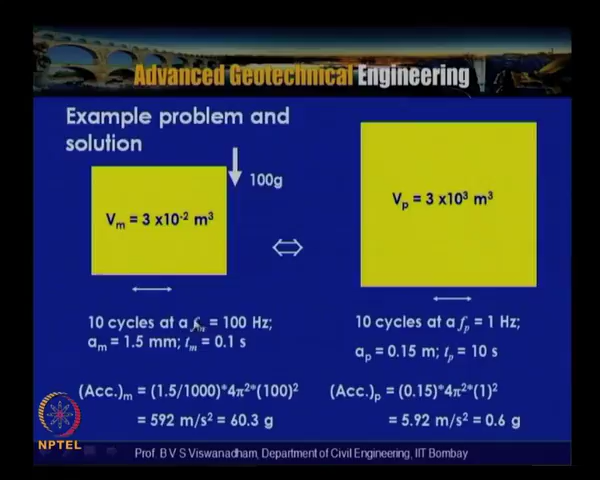 Advanced Geotechnical Engineering
Example problem and
solution
100g
Vm = 3 x10-2 m3
Vp = 3 x103 m3
10 cycles at a fm = 100 Hz;
am = 1.5 mm; tm = 0.1 s
10 cycles at a fp = 1 Hz;
ap = 0.15 m; tp = 10 s
(Acc.)m = (1.5/1000)*4π2*(100)2
= 592 m/s2 = 60.3 g
(Acc.)p = (0.15)*4π2*(1)2
= 5.92 m/s2 = 0.6 g
NPTEL
Prof. B V S Viswanadham, Department of Civil Engineering, IIT Bombay